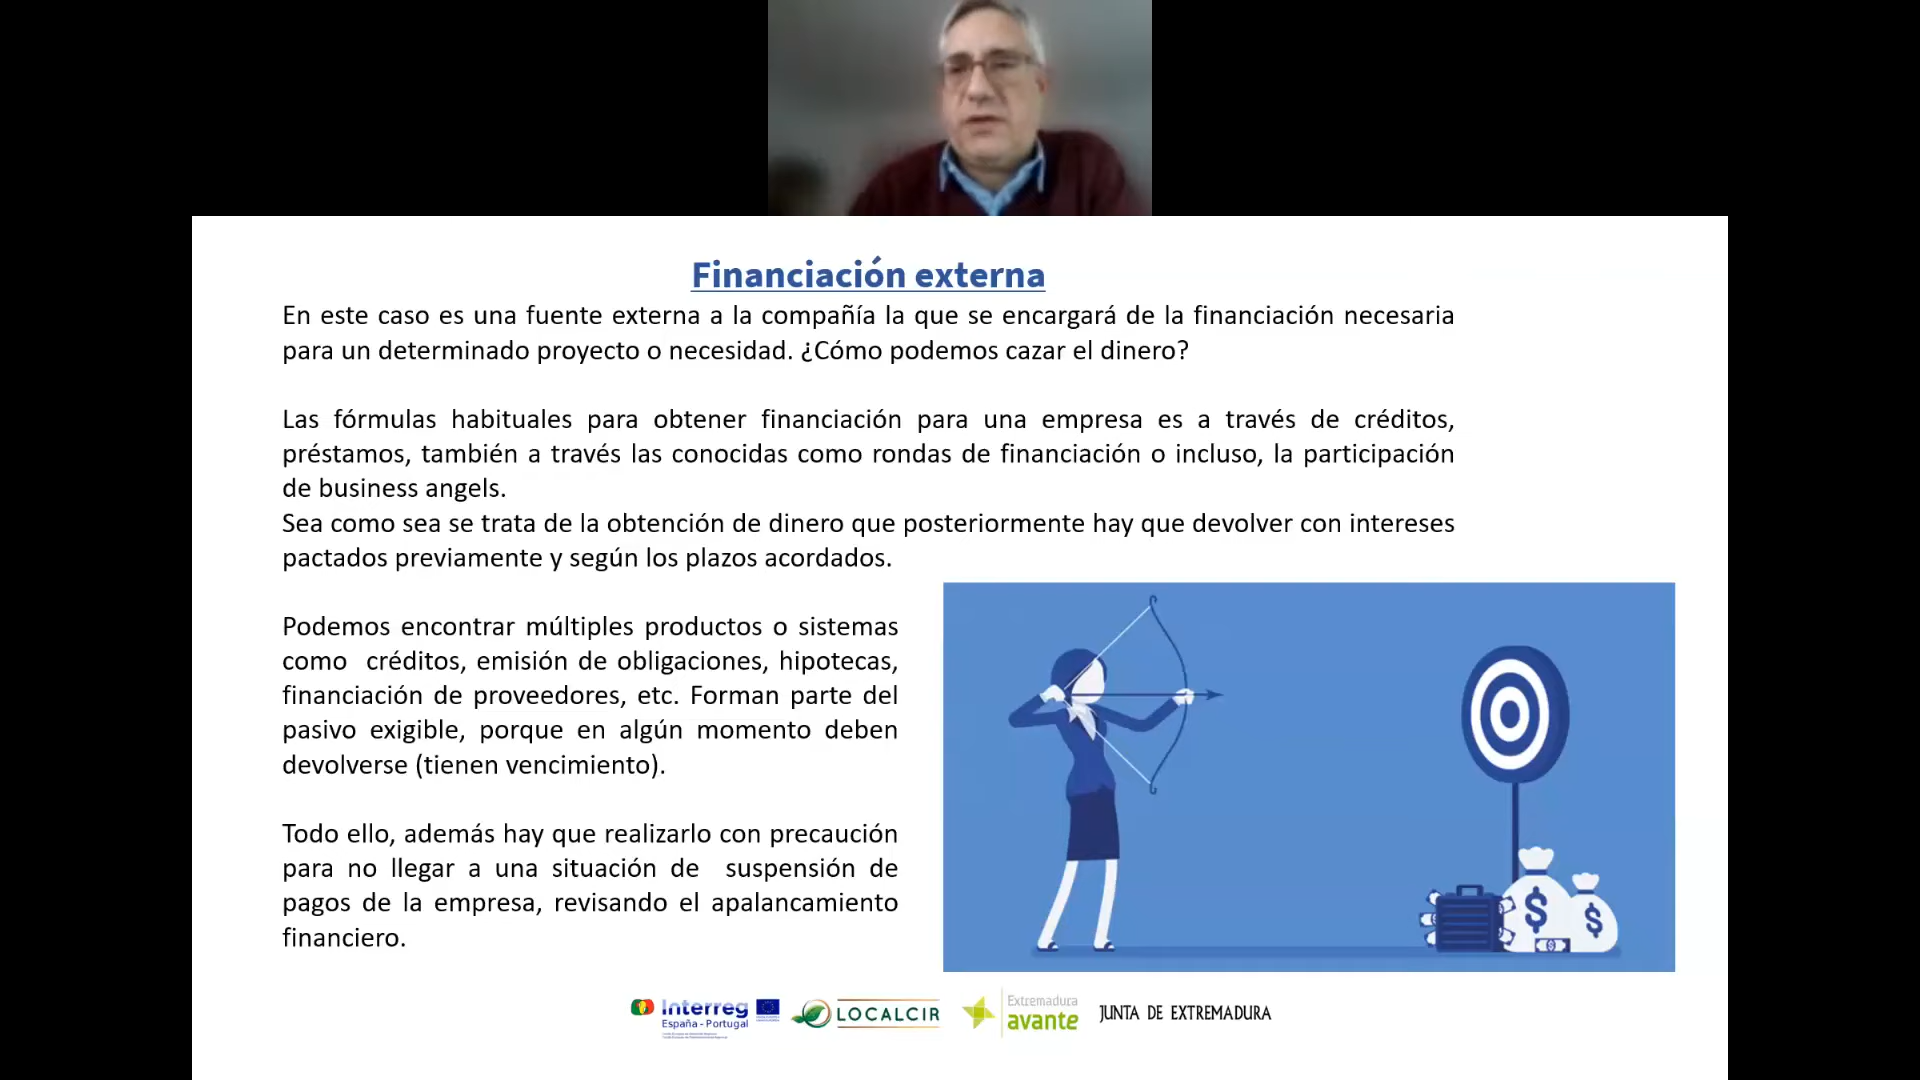 Financiación externa
En este caso es una fuente externa a la compañía la que se encargará de la financiación necesaria
para un determinado proyecto o necesidad. ¿Cómo podemos cazar el dinero?
Las fórmulas habituales para obtener financiación para una empresa es a través de créditos,
préstamos, también a través las conocidas como rondas de financiación o incluso, la participación
de business angels.
Sea como sea se trata de la obtención de dinero que posteriormente hay que devolver con intereses
pactados previamente y según los plazos acordados.
Podemos encontrar múltiples productos o sistemas
como créditos, emisión de obligaciones, hipotecas,
financiación de proveedores, etc. Forman parte del
pasivo exigible, porque en algún momento deben
devolverse (tienen vencimiento).
Todo ello, además hay que realizarlo con precaución
para no llegar a una situación de suspensión de
pagos de la empresa, revisando el apalancamiento
financiero.
$ $
Interreg
España - Portugal
LOCALCIR
Extremadura
avante
JUNTA DE EXTREMADURA